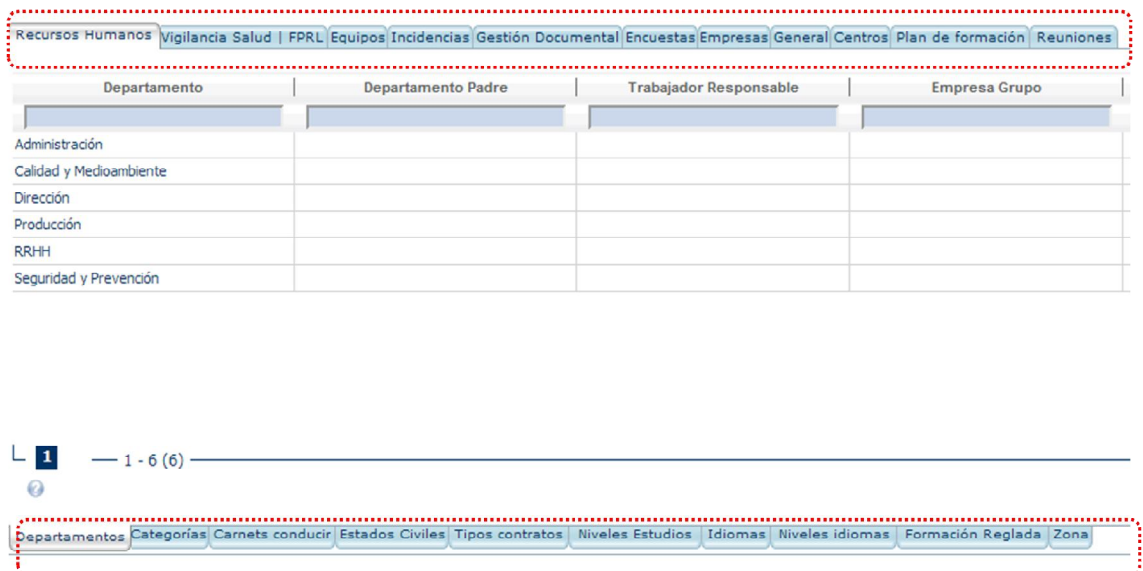 Recursos Humanos Vigilancia Salud | FPRL Equipos Incidencias Gestión Documental Encuestas Empresas General Centros Plan de formación Reuniones
Departamento Departamento Padre Trabajador Responsable Empresa Grupo
Administración
Calidad y Medioambiente
Dirección
Producción
RRHH
Seguridad y Prevención
1 1 - 6 (6)
?
Departamentos Categorías Carnets conducir Estados Civiles Tipos contratos Niveles Estudios Idiomas Niveles idiomas Formación Reglada Zona